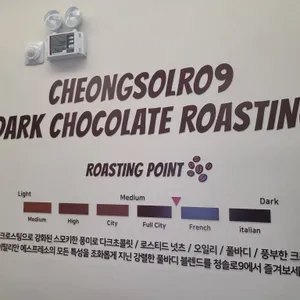 CHEONGSOLRO9
DARK CHOCOLATE ROASTIN
ROASTING POINT
Light Medium Dark
Medium High City Full City French italian
크로스팅으로 강화된 스모키한 풍미로 다크초콜릿 / 로스티드 넛츠 / 오일리 / 풀바디 / 풍부한 크
탈리안 에스프레소의 모든 특성을 조화롭게 지닌 강렬한 풀바디 블렌드를 청솔로9에서 즐겨보세